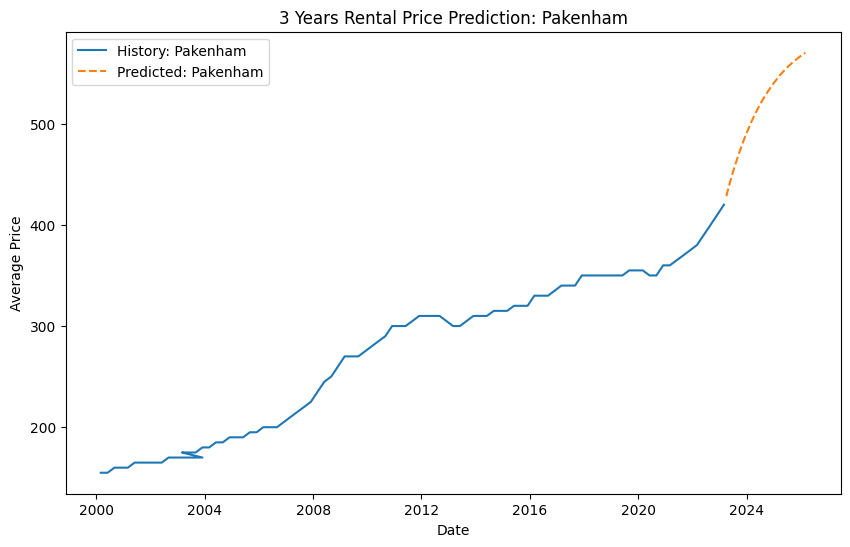 3 Years Rental Price Prediction: Pakenham
History: Pakenham
Predicted: Pakenham
Average Price
500
400
300
200
2000 2004 2008 2012 2016 2020 2024
Date